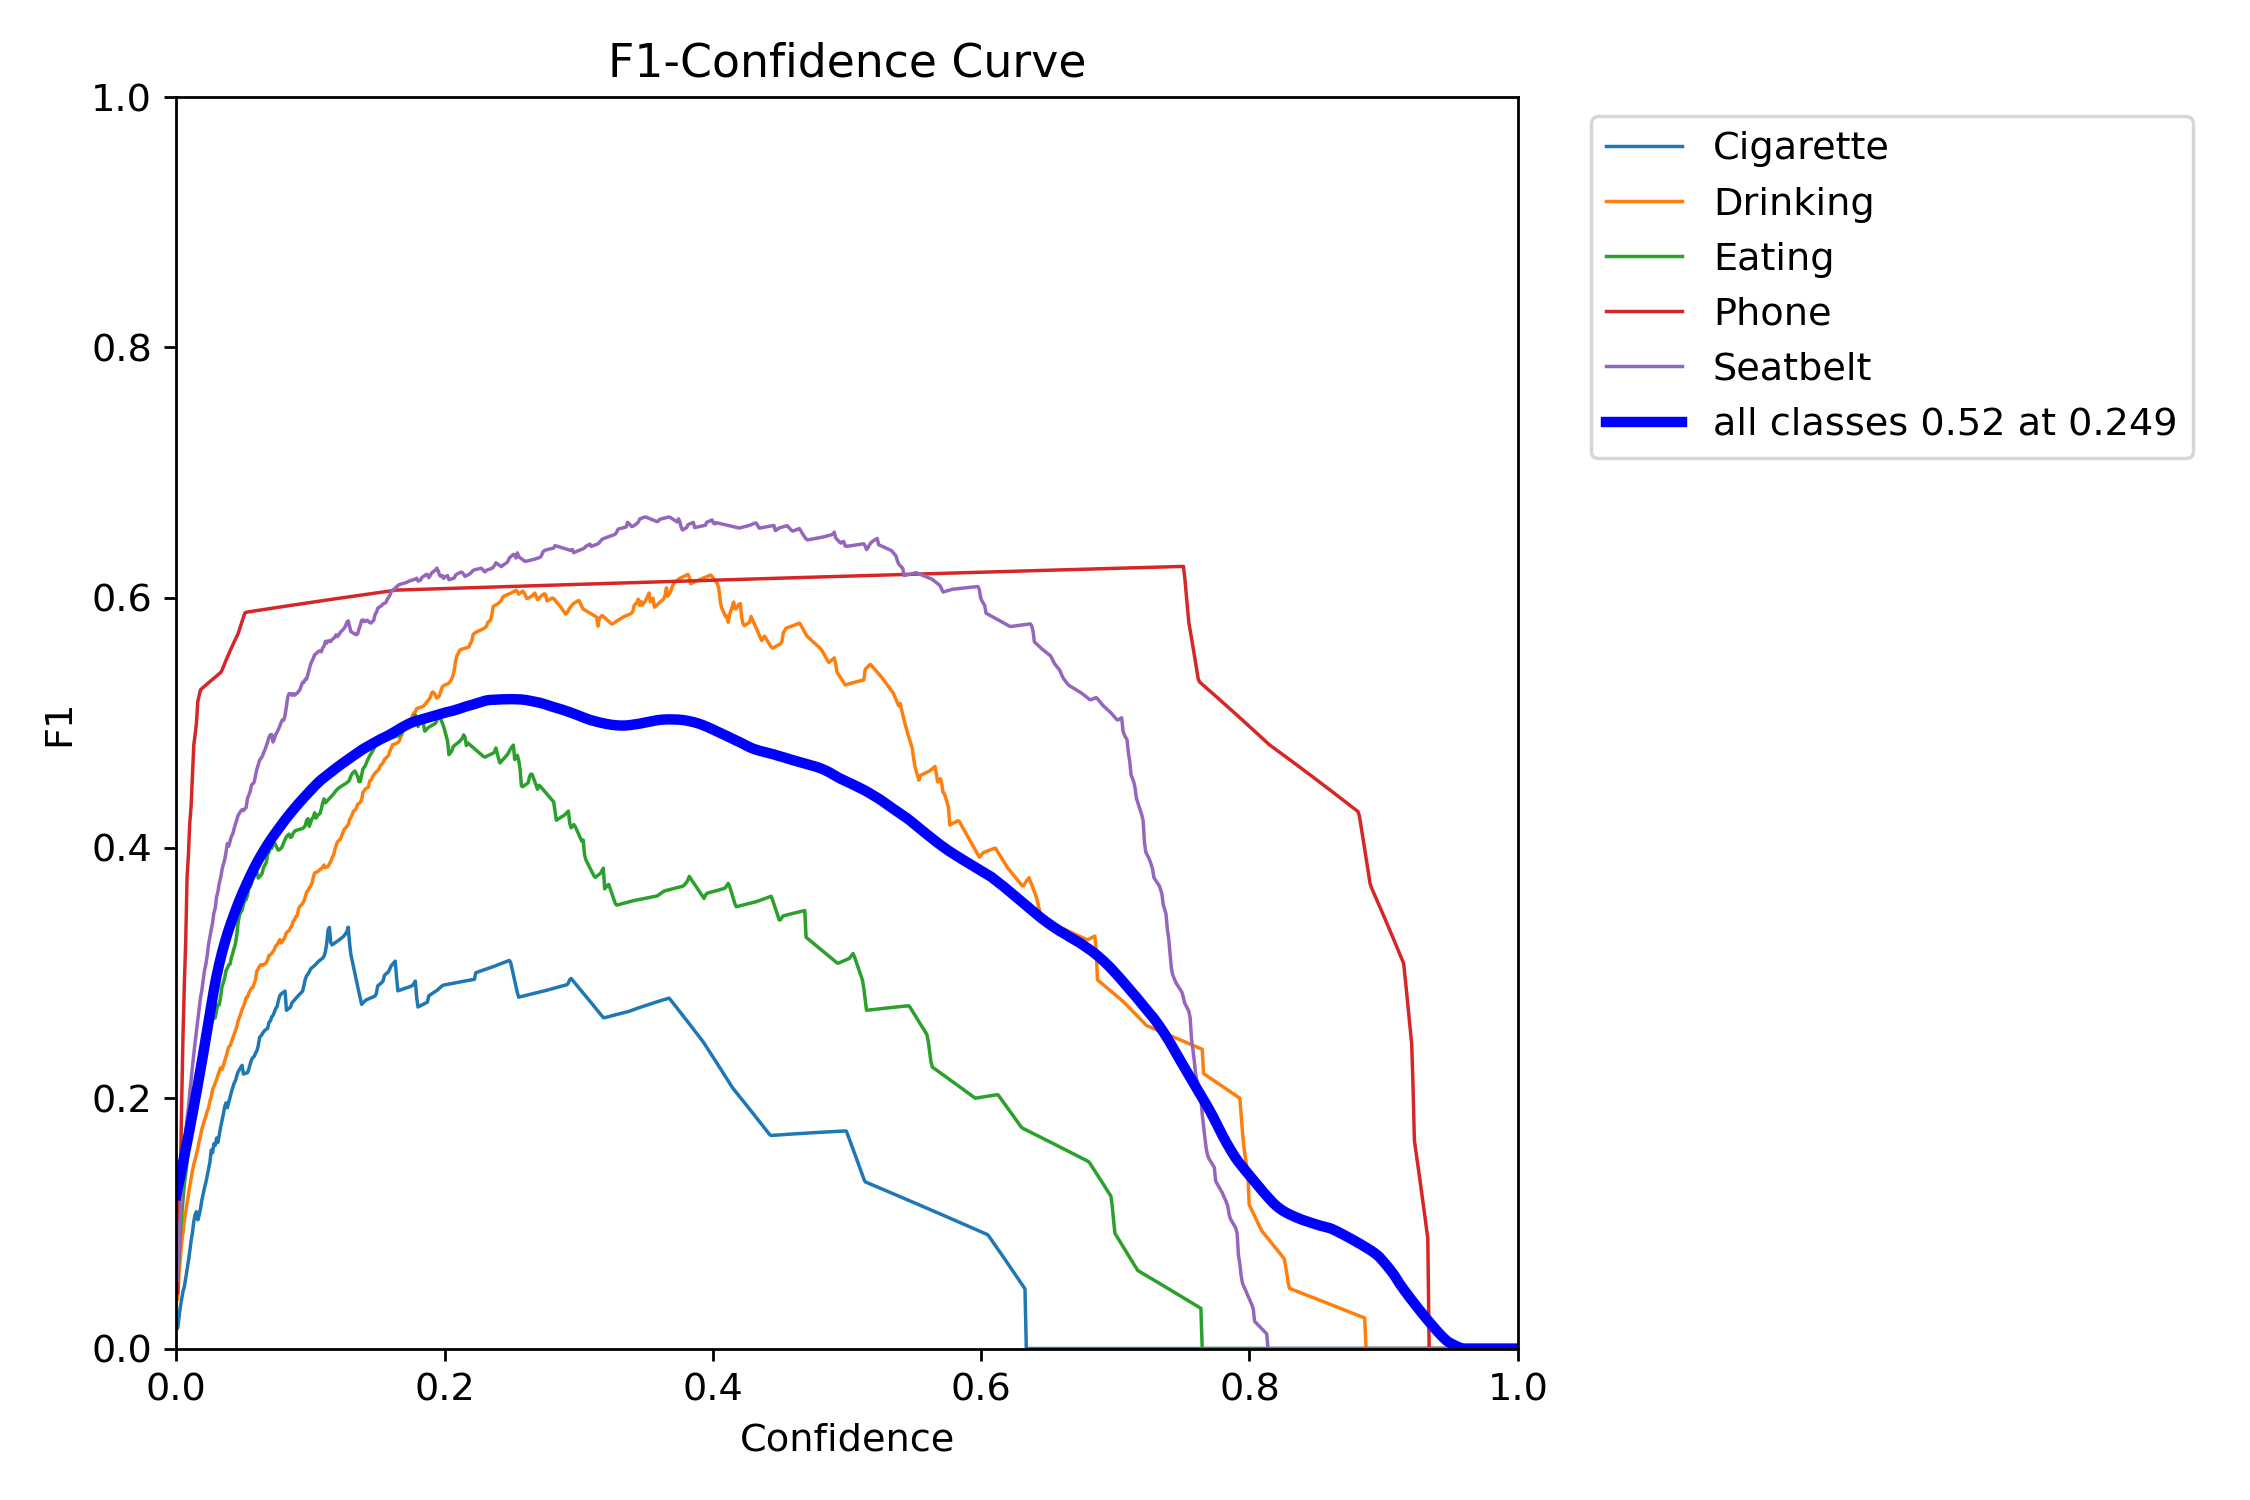 F1-Confidence Curve
1.0
0.8
0.6
0.4
0.2
0.0
F1
0.0 0.2 0.4 0.6 0.8 1.0
Confidence
Cigarette
Drinking
Eating
Phone
Seatbelt
all classes 0.52 at 0.249